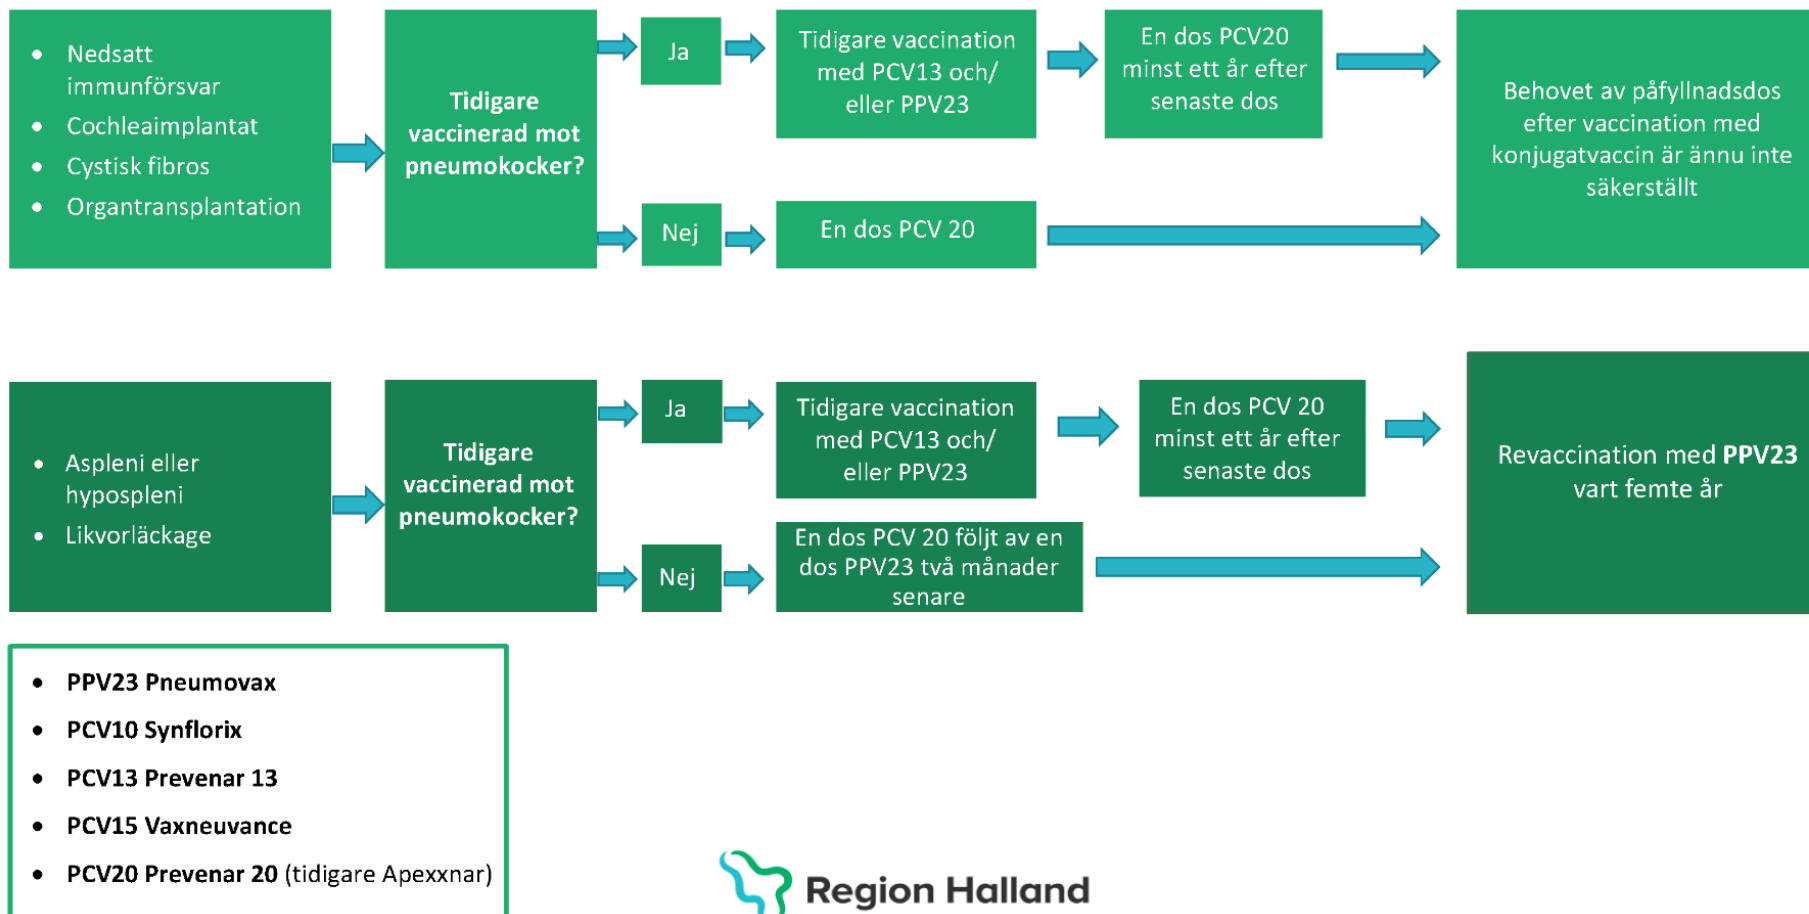 • Nedsatt
immunförsvar
• Cochleaimplantat
• Cystisk fibros
• Organtransplantation
Tidigare
vaccinerad mot
pneumokocker?
Ja
Tidigare vaccination
med PCV13 och/
eller PPV23
En dos PCV20
minst ett år efter
senaste dos
Nej
En dos PCV 20
Behovet av påfyllnadsdos
efter vaccination med
konjugatvaccin är ännu inte
säkerställt
• Aspleni eller
hypospleni
• Likvorläckage
Tidigare
vaccinerad mot
pneumokocker?
Ja
Tidigare vaccination
med PCV13 och/
eller PPV23
En dos PCV 20
minst ett år efter
senaste dos
Nej
En dos PCV 20 följt av en
dos PPV23 två månader
senare
Revaccination med PPV23
vart femte år
• PPV23 Pneumovax
• PCV10 Synflorix
• PCV13 Prevenar 13
• PCV15 Vaxneuvance
• PCV20 Prevenar 20 (tidigare Apexxnar)
Region Halland